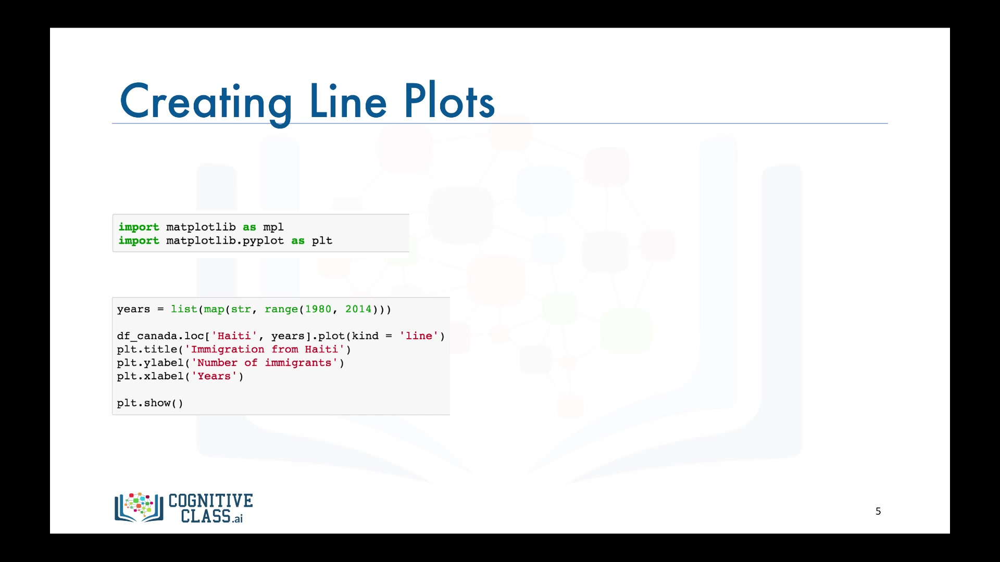 Creating Line Plots
import matplotlib as mpl
import matplotlib.pyplot as plt
years = list(map(str, range(1980, 2014)))
df_canada.loc['Haiti', years].plot(kind = 'line')
plt.title('Immigration from Haiti')
plt.ylabel('Number of immigrants')
plt.xlabel('Years')
plt.show()
COGNITIVE
CLASS.ai
5